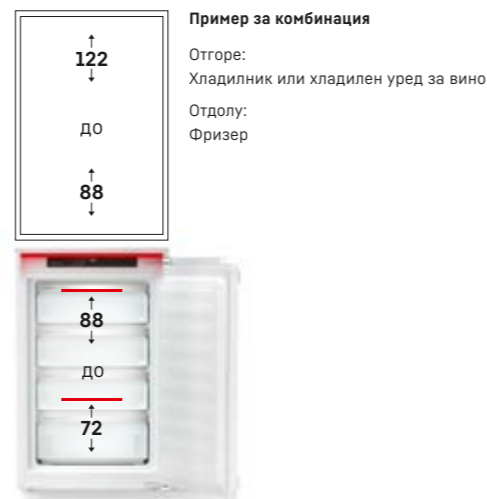 Пример за комбинация
Отгоре:
Хладилник или хладилен уред за вино
Отдолу:
Фризер
122
ДО
88
88
ДО
72